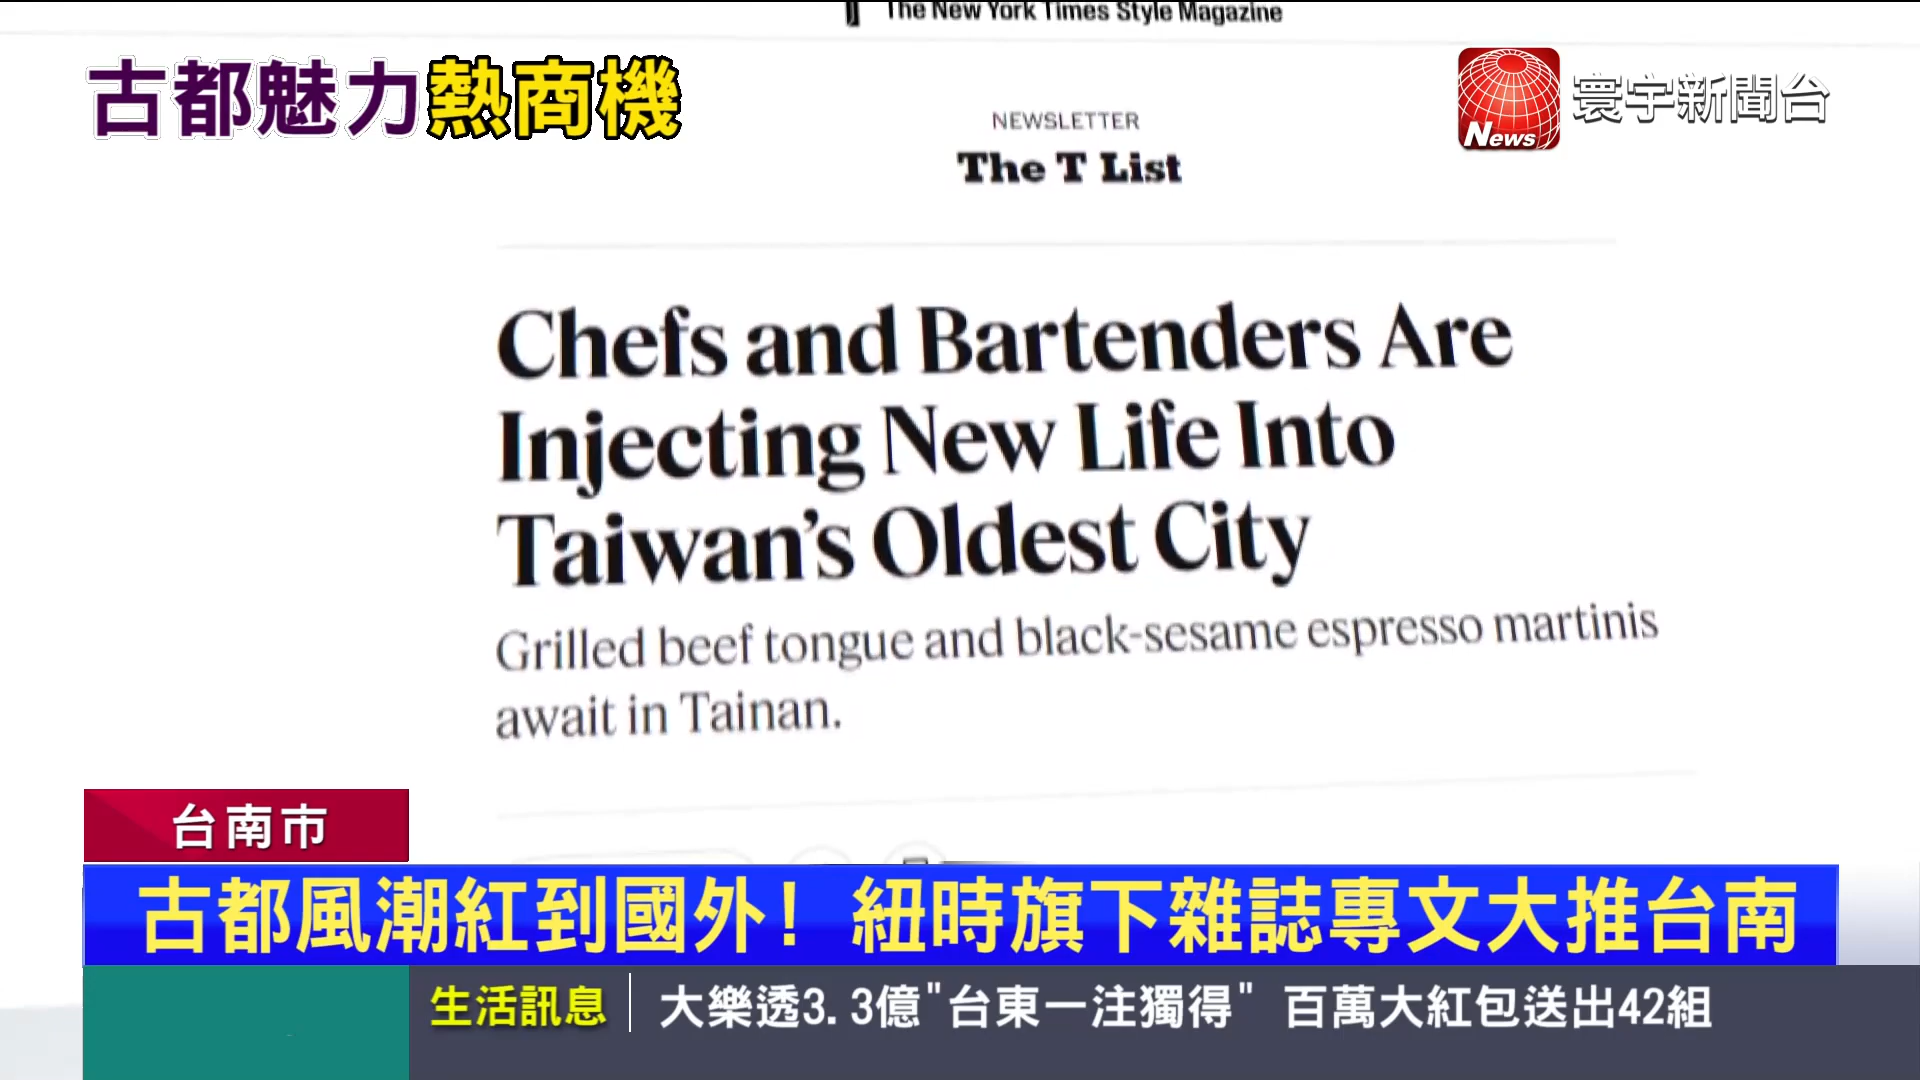 The New York Times Style Magazine
古都魅力熱商機
News
寰宇新聞台
NEWSLETTER
The T List
Chefs and Bartenders Are
Injecting New Life Into
Taiwan's Oldest City
Grilled beef tongue and black-sesame espresso martinis
await in Tainan.
台南市
古都風潮紅到國外! 紐時旗下雜誌專文大推台南
生活訊息
大樂透3.3億"台東一注獨得" 百萬大紅包送出42組